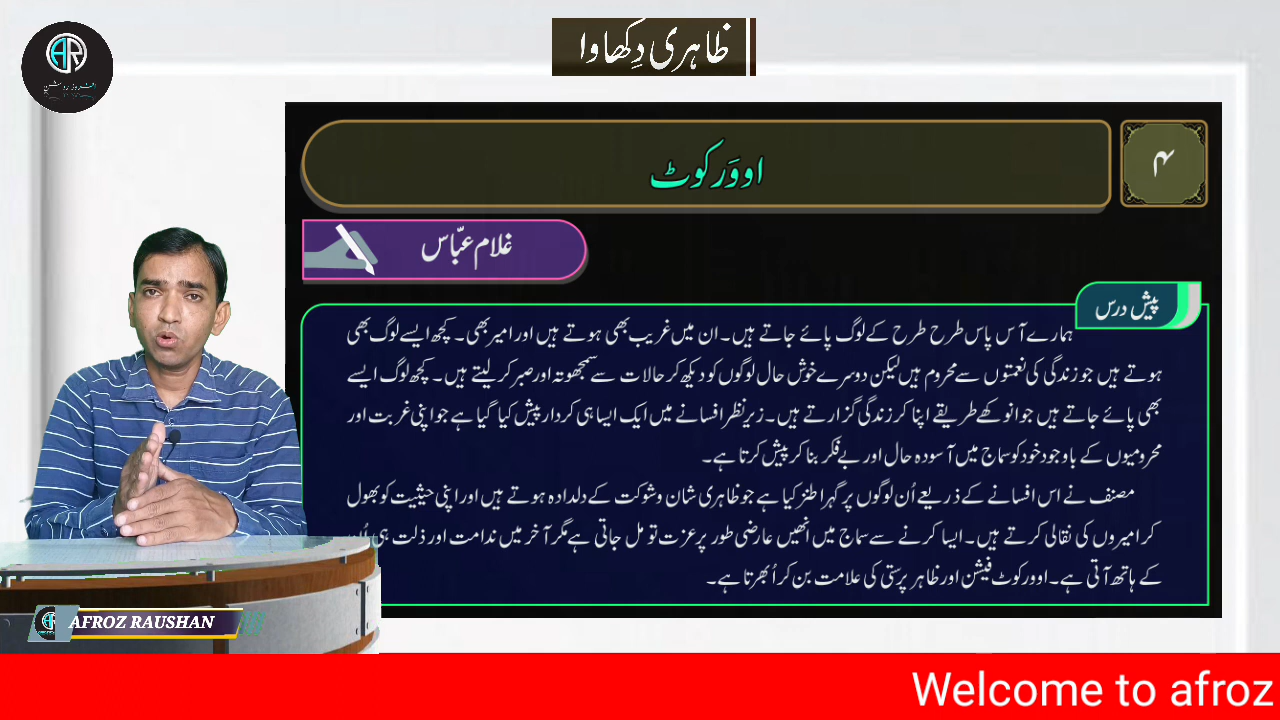 ظاہری دِکھاوا
AR
افروز روشن
۴
اووَرکوٹ
غلام عبّاس
پیش درس
ہمارے آس پاس طرح طرح کے لوگ پائے جاتے ہیں۔ ان میں غریب بھی ہوتے ہیں اور امیر بھی۔ کچھ ایسے لوگ بھی
ہوتے ہیں جو زندگی کی نعمتوں سے محروم ہیں لیکن دوسرے خوش حال لوگوں کو دیکھ کر حالات سے سمجھوتہ اور صبر کر لیتے ہیں۔ کچھ لوگ ایسے
بھی پائے جاتے ہیں جو انوکھے طریقے اپنا کر زندگی گزارتے ہیں۔ زیرِ نظر افسانے میں ایک ایسا ہی کردار پیش کیا گیا ہے جو اپنی غربت اور
محرومیوں کے باوجود خود کو سماج میں آسودہ حال اور بے فکر بنا کر پیش کرتا ہے۔
مصنف نے اس افسانے کے ذریعے اُن لوگوں پر گہرا طنز کیا ہے جو ظاہری شان و شوکت کے دلدادہ ہوتے ہیں اور اپنی حیثیت کو بھول
کر امیروں کی نقالی کرتے ہیں۔ ایسا کرنے سے سماج میں انھیں عارضی طور پر عزت تو مل جاتی ہے مگر آخر میں ندامت اور ذلت ہی اُن
کے ہاتھ آتی ہے۔ اوورکوٹ فیشن اور ظاہر پرستی کی علامت بن کر اُبھرتا ہے۔
AFROZ RAUSHAN
Welcome to afroz